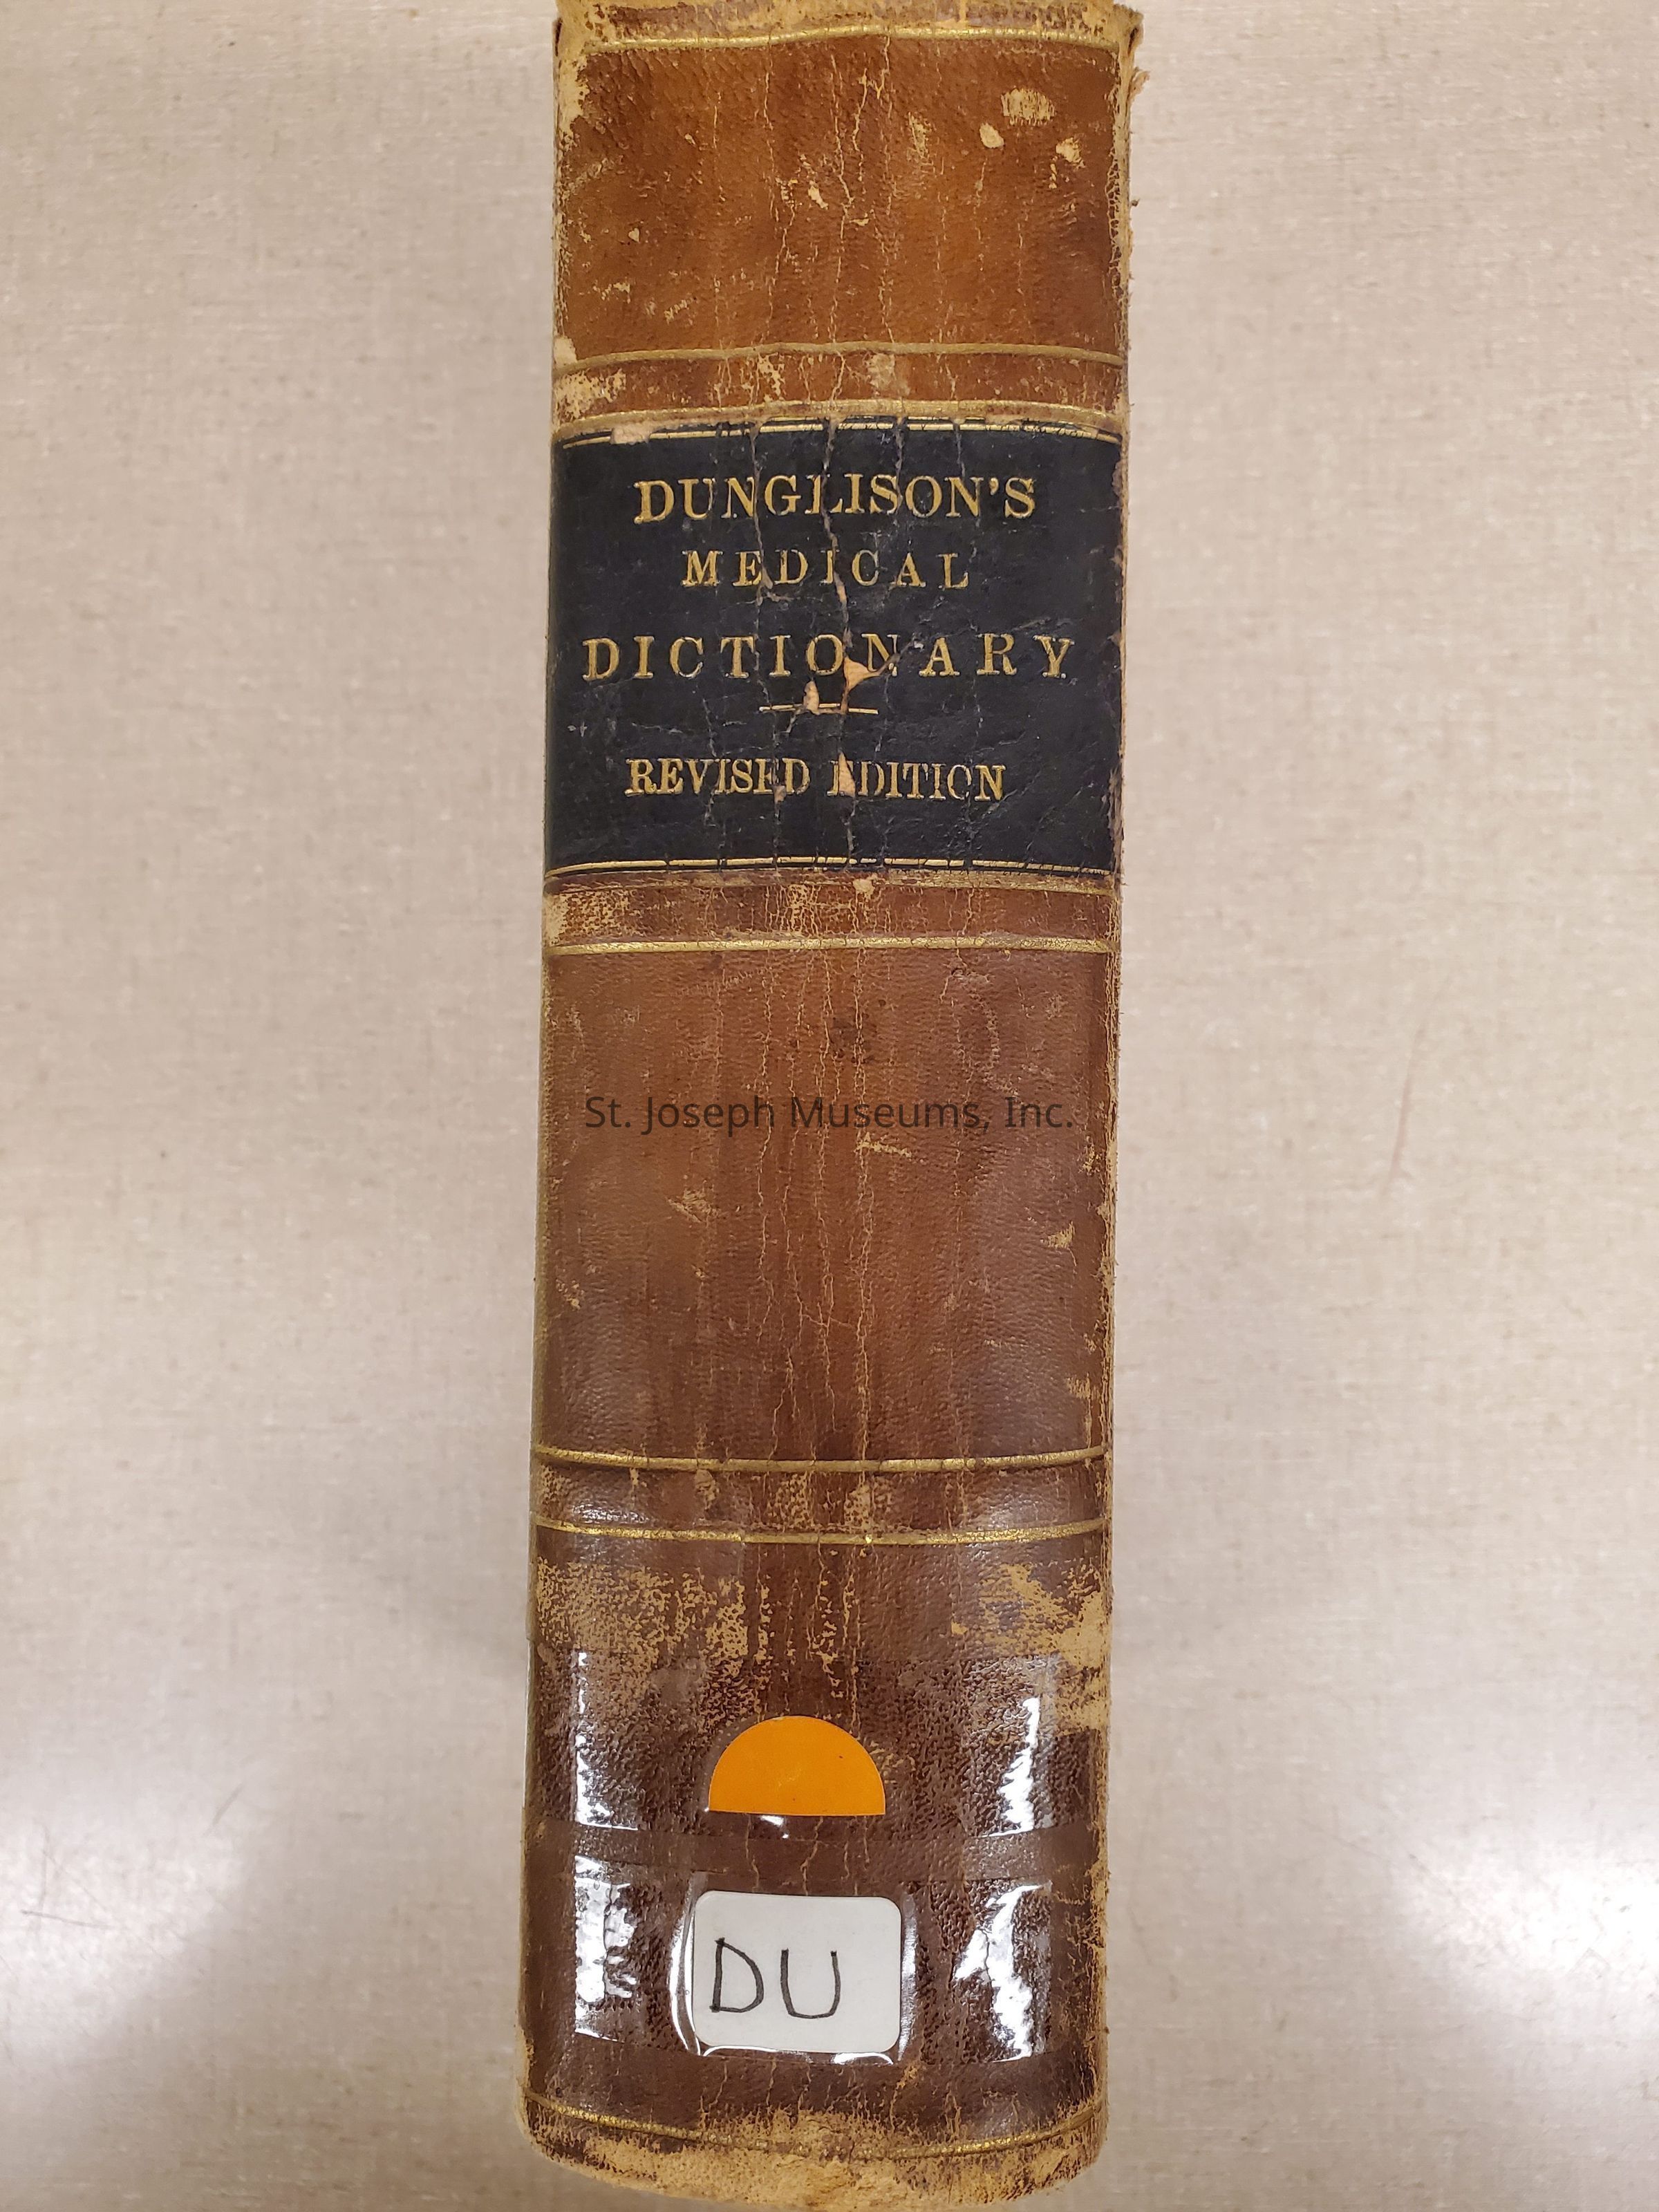 DUNGLISON'S
MEDICAL
DICTIONARY
REVISED EDITION
St. Joseph Museums, Inc.
DU